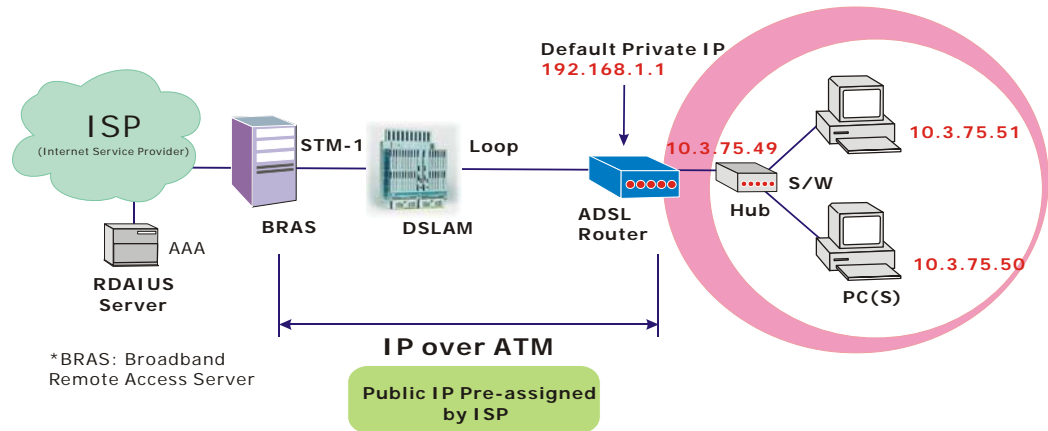 Default Private IP
192.168.1.1
ISP
(Internet Service Provider)
STM-1
Loop
10.3.75.49
10.3.75.51
S/W
Hub
BRAS
DSLAM
ADSL
Router
AAA
RDAIUS
Server
10.3.75.50
PC(S)
IP over ATM
*BRAS: Broadband
Remote Access Server
Public IP Pre-assigned
by ISP